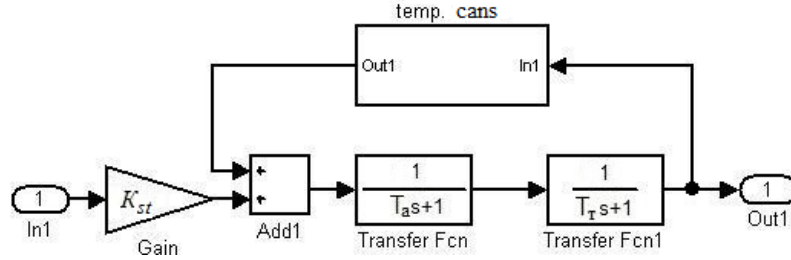 temp. cans
Out1
In1
1
In1
K_st
Gain
+
+
Add1
1
T_a s+1
Transfer Fcn
1
T_т s+1
Transfer Fcn1
1
Out1